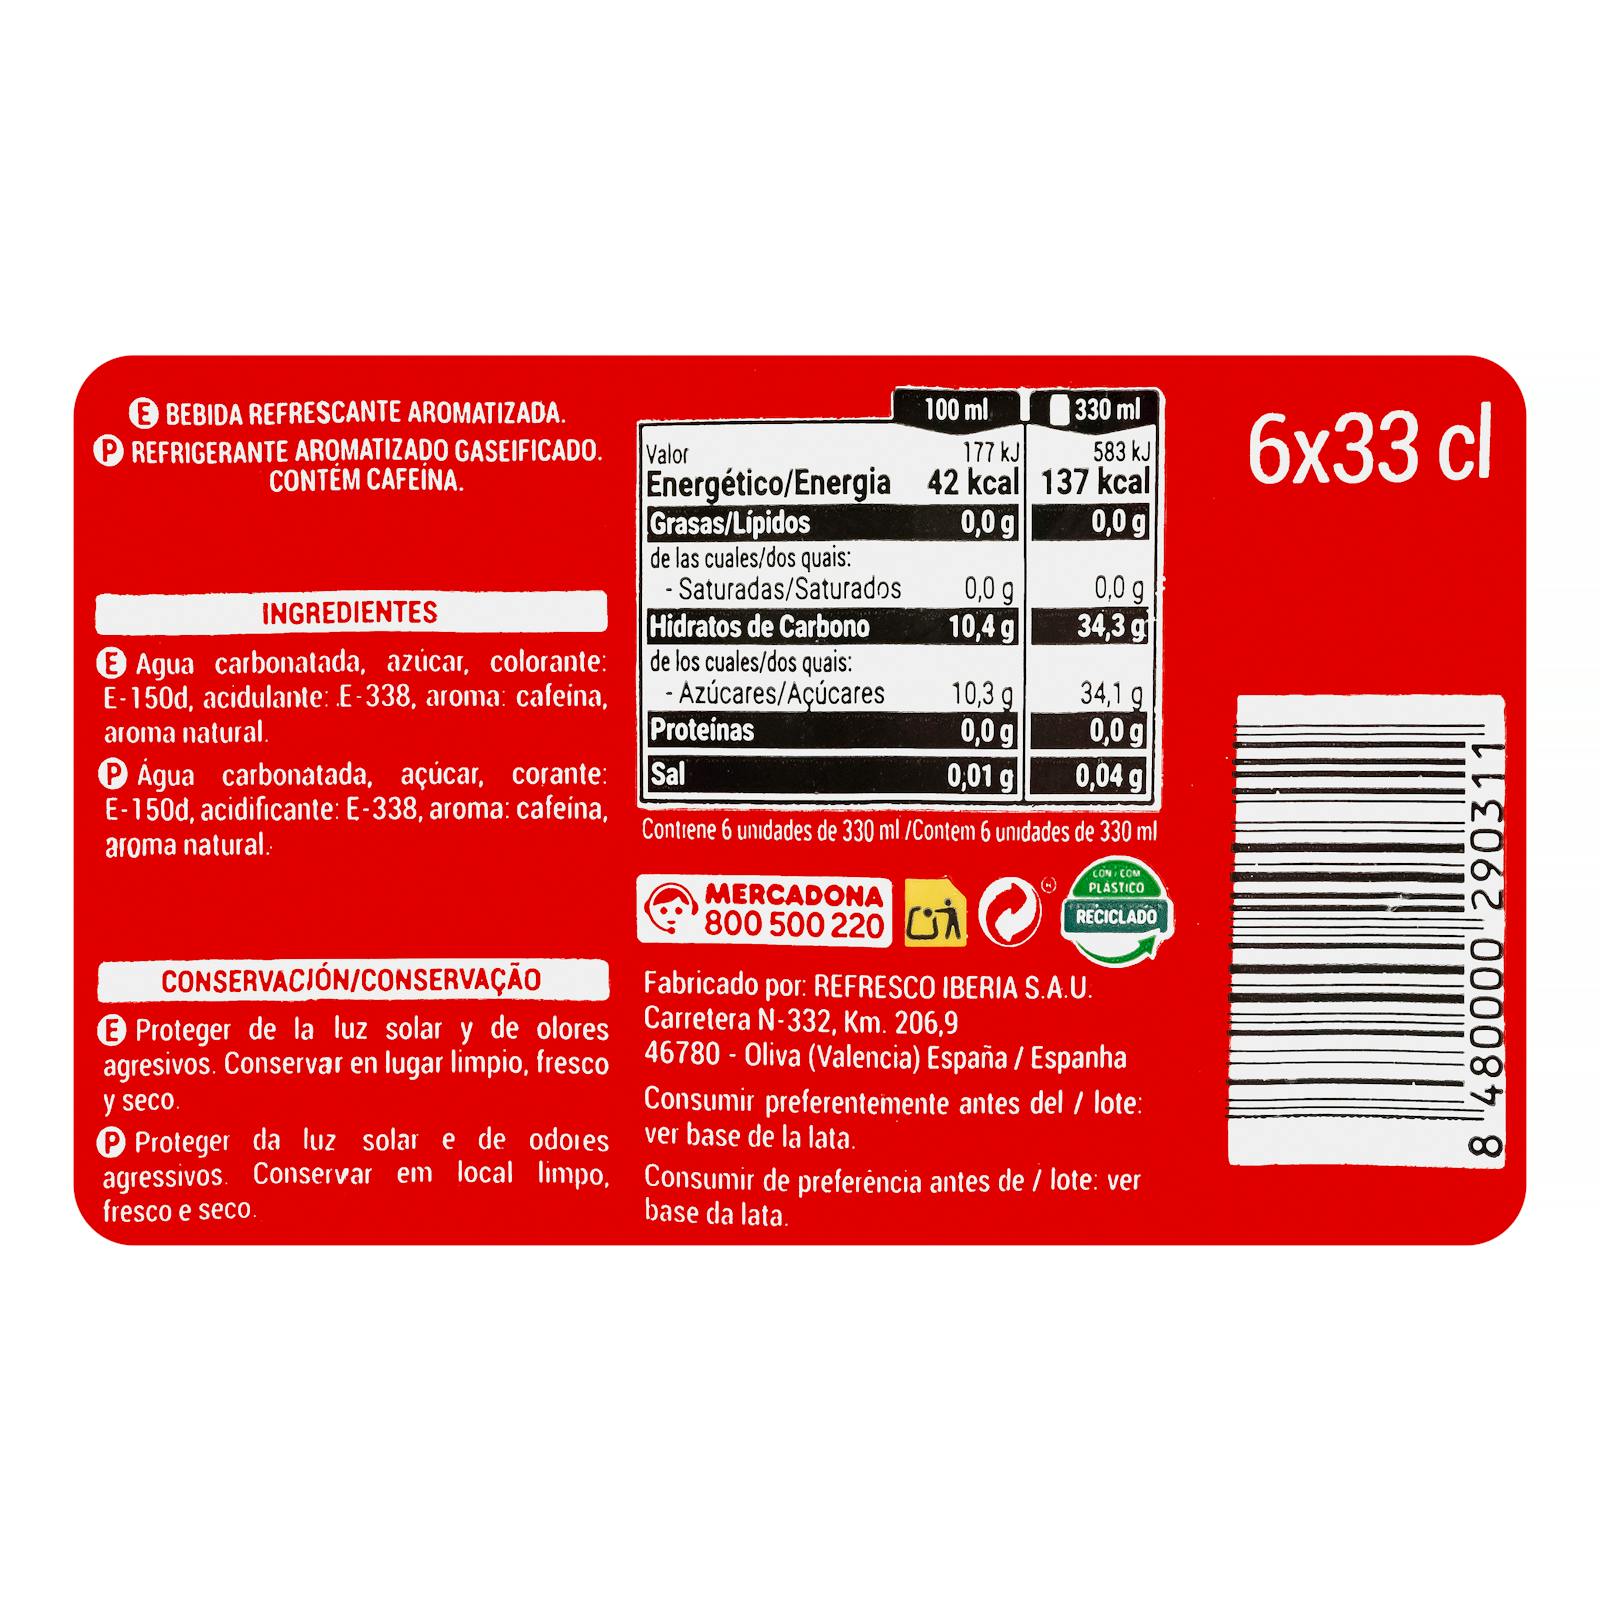 E BEBIDA REFRESCANTE AROMATIZADA.
P REFRIGERANTE AROMATIZADO GASEIFICADO.
CONTÉM CAFEÍNA.
INGREDIENTES
E Agua carbonatada, azúcar, colorante:
E-150d, acidulante: E-338, aroma: cafeína,
aroma natural.
P Água carbonatada, açúcar, corante:
E-150d, acidificante: E-338, aroma: cafeína,
aroma natural.
CONSERVACIÓN/CONSERVAÇÃO
E Proteger de la luz solar y de olores
agresivos. Conservar en lugar limpio, fresco
y seco.
P Proteger da luz solar e de odores
agressivos. Conservar em local limpo,
fresco e seco.
100 ml 330 ml
Valor 177 kJ 583 kJ
Energético/Energia 42 kcal 137 kcal
Grasas/Lípidos 0,0 g 0,0 g
de las cuales/dos quais:
- Saturadas/Saturados 0,0 g 0,0 g
Hidratos de Carbono 10,4 g 34,3 g
de los cuales/dos quais:
- Azúcares/Açúcares 10,3 g 34,1 g
Proteínas 0,0 g 0,0 g
Sal 0,01 g 0,04 g
Contiene 6 unidades de 330 ml /Contem 6 unidades de 330 ml
MERCADONA
800 500 220
CON / COM
PLÁSTICO
RECICLADO
Fabricado por: REFRESCO IBERIA S.A.U.
Carretera N-332, Km. 206,9
46780 - Oliva (Valencia) España / Espanha
Consumir preferentemente antes del / lote:
ver base de la lata.
Consumir de preferência antes de / lote: ver
base da lata.
6x33 cl
8 480000 290311